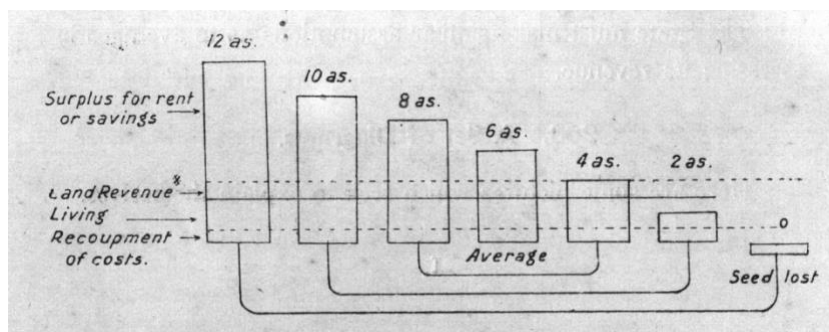 12 as.
10 as.
8 as.
6 as.
4 as.
2 as.
Surplus for rent
or savings
Land Revenue
Living
Recoupment
of costs.
Average
o
Seed lost